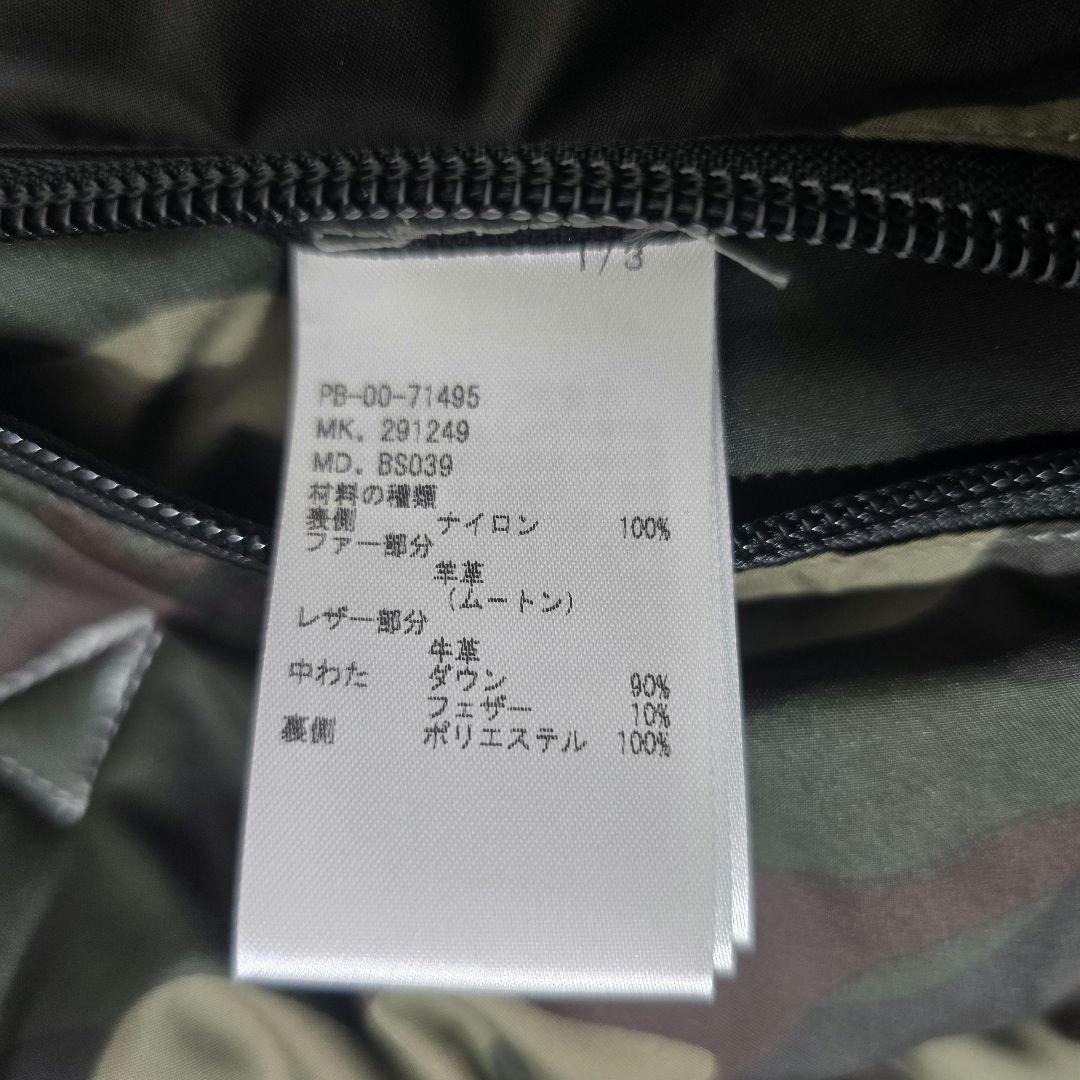 1/3
PB-00-71495
MK. 291249
MD. BS039
材料の種類
表側 ナイロン 100%
ファー部分
羊革
(ムートン)
レザー部分
牛革
中わた ダウン 90%
フェザー 10%
裏側 ポリエステル 100%